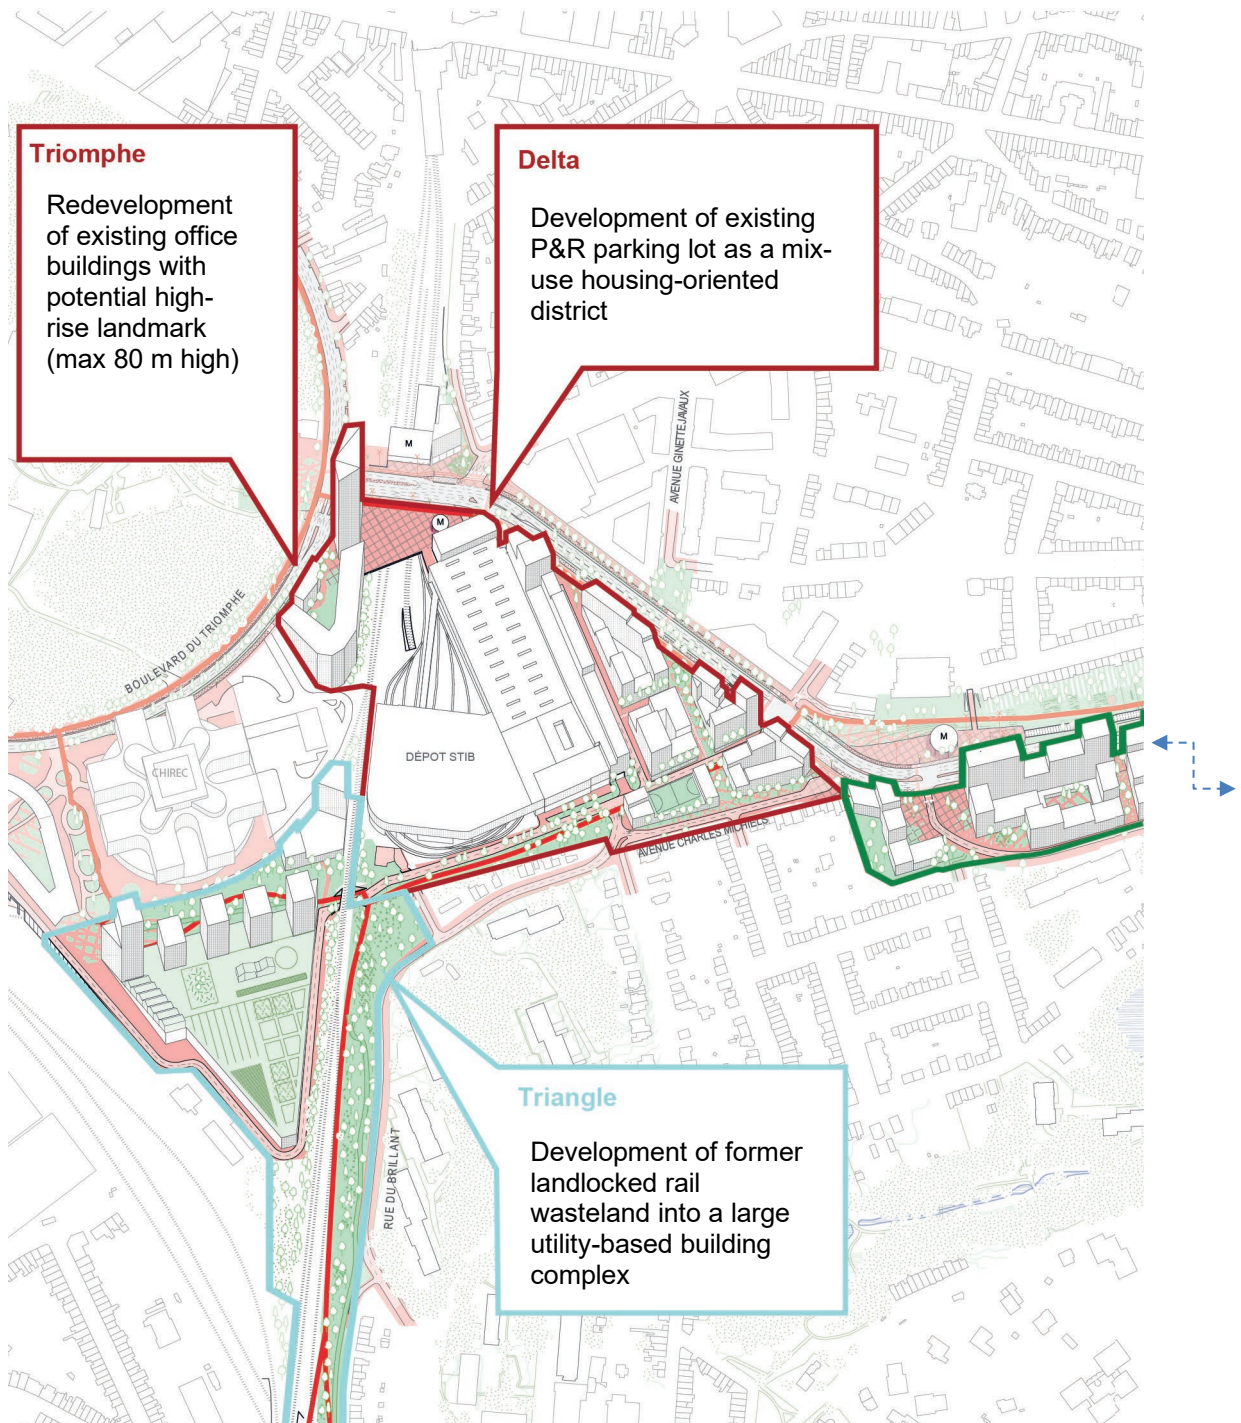 Triomphe
Redevelopment
of existing office
buildings with
potential high-
rise landmark
(max 80 m high)
Delta
Development of existing
P&R parking lot as a mix-
use housing-oriented
district
AVENUE GINETTE JAVAUX
M
M
BOULEVARD DU TRIOMPHE
M
DÉPOT STIB
CHIREC
AVENUE CHARLES MICHIELS
Triangle
Development of former
landlocked rail
wasteland into a large
utility-based building
complex
RUE DU BRILLANT